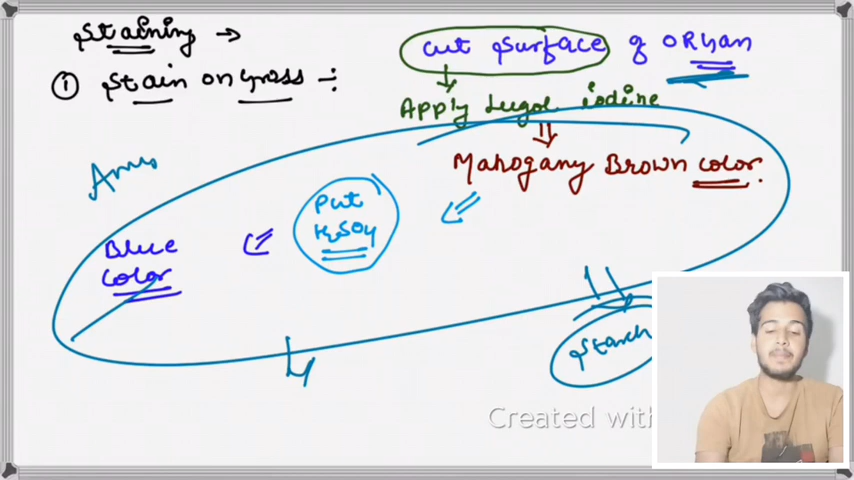 Staining →
① Stain on Gross ÷
cut surface of ORgan
Apply Lugol iodine
Mahogany Brown color.
Put
H₂SO4
Blue
color
Starch
Created with